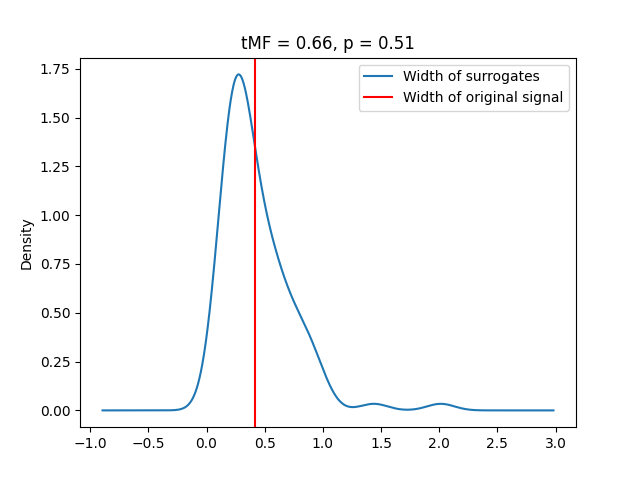 tMF = 0.66, p = 0.51
Width of surrogates
Width of original signal
Density
1.75
1.50
1.25
1.00
0.75
0.50
0.25
0.00
−1.0 −0.5 0.0 0.5 1.0 1.5 2.0 2.5 3.0